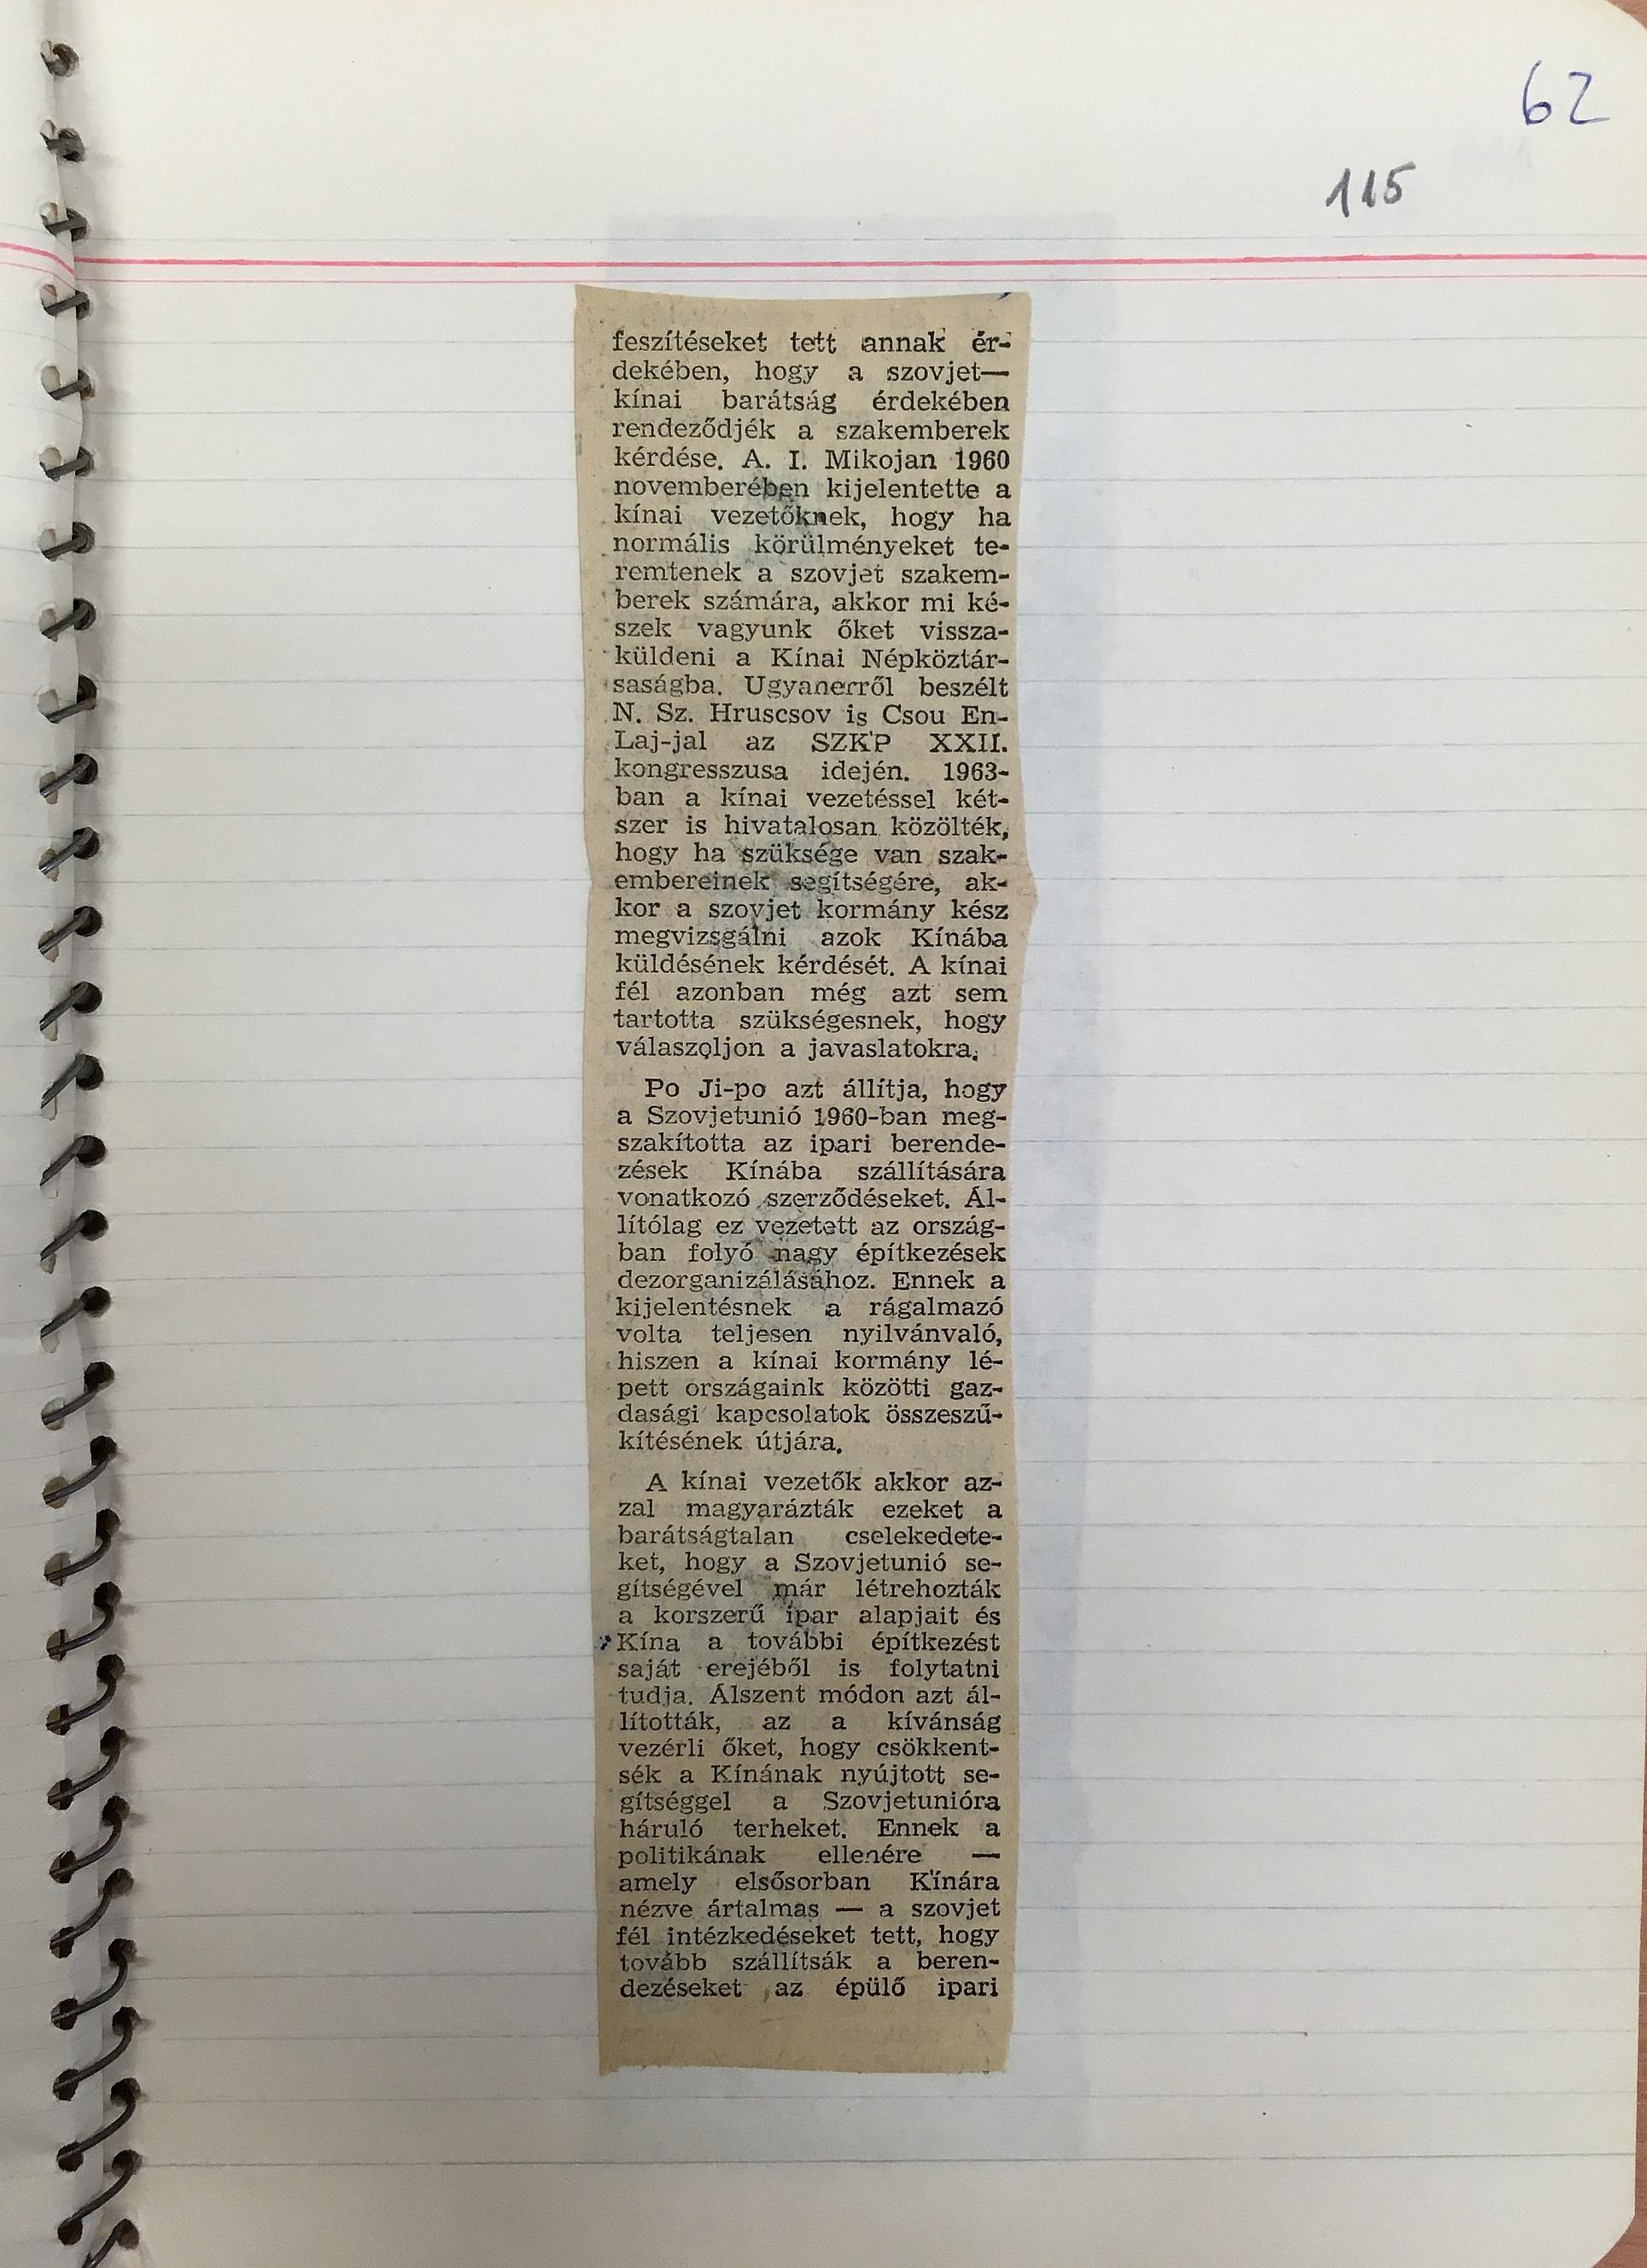 62
115
feszítéseket tett annak ér-
dekében, hogy a szovjet—
kínai barátság érdekében
rendeződjék a szakemberek
kérdése. A. I. Mikojan 1960
novemberében kijelentette a
kínai vezetőknek, hogy ha
normális körülményeket te-
remtenek a szovjet szakem-
berek számára, akkor mi ké-
szek vagyunk őket vissza-
küldeni a Kínai Népköztár-
saságba. Ugyanerről beszélt
N. Sz. Hruscsov is Csou En-
Laj-jal az SZKP XXII.
kongresszusa idején. 1963-
ban a kínai vezetéssel két-
szer is hivatalosan közölték,
hogy ha szüksége van szak-
embereinek segítségére, ak-
kor a szovjet kormány kész
megvizsgálni azok Kínába
küldésének kérdését. A kínai
fél azonban még azt sem
tartotta szükségesnek, hogy
válaszoljon a javaslatokra.
Po Ji-po azt állítja, hogy
a Szovjetunió 1960-ban meg-
szakította az ipari berende-
zések Kínába szállítására
vonatkozó szerződéseket. Ál-
lítólag ez vezetett az ország-
ban folyó nagy építkezések
dezorganizálásához. Ennek a
kijelentésnek a rágalmazó
volta teljesen nyilvánvaló,
hiszen a kínai kormány lé-
pett országaink közötti gaz-
dasági kapcsolatok összeszű-
kítésének útjára.
A kínai vezetők akkor az-
zal magyarázták ezeket a
barátságtalan cselekedete-
ket, hogy a Szovjetunió se-
gítségével már létrehozták
a korszerű ipar alapjait és
Kína a további építkezést
saját erejéből is folytatni
tudja. Álszent módon azt ál-
lították, az a kívánság
vezérli őket, hogy csökkent-
sék a Kínának nyújtott se-
gítséggel a Szovjetunióra
háruló terheket. Ennek a
politikának ellenére —
amely elsősorban Kínára
nézve ártalmas — a szovjet
fél intézkedéseket tett, hogy
tovább szállítsák a beren-
dezéseket az épülő ipari